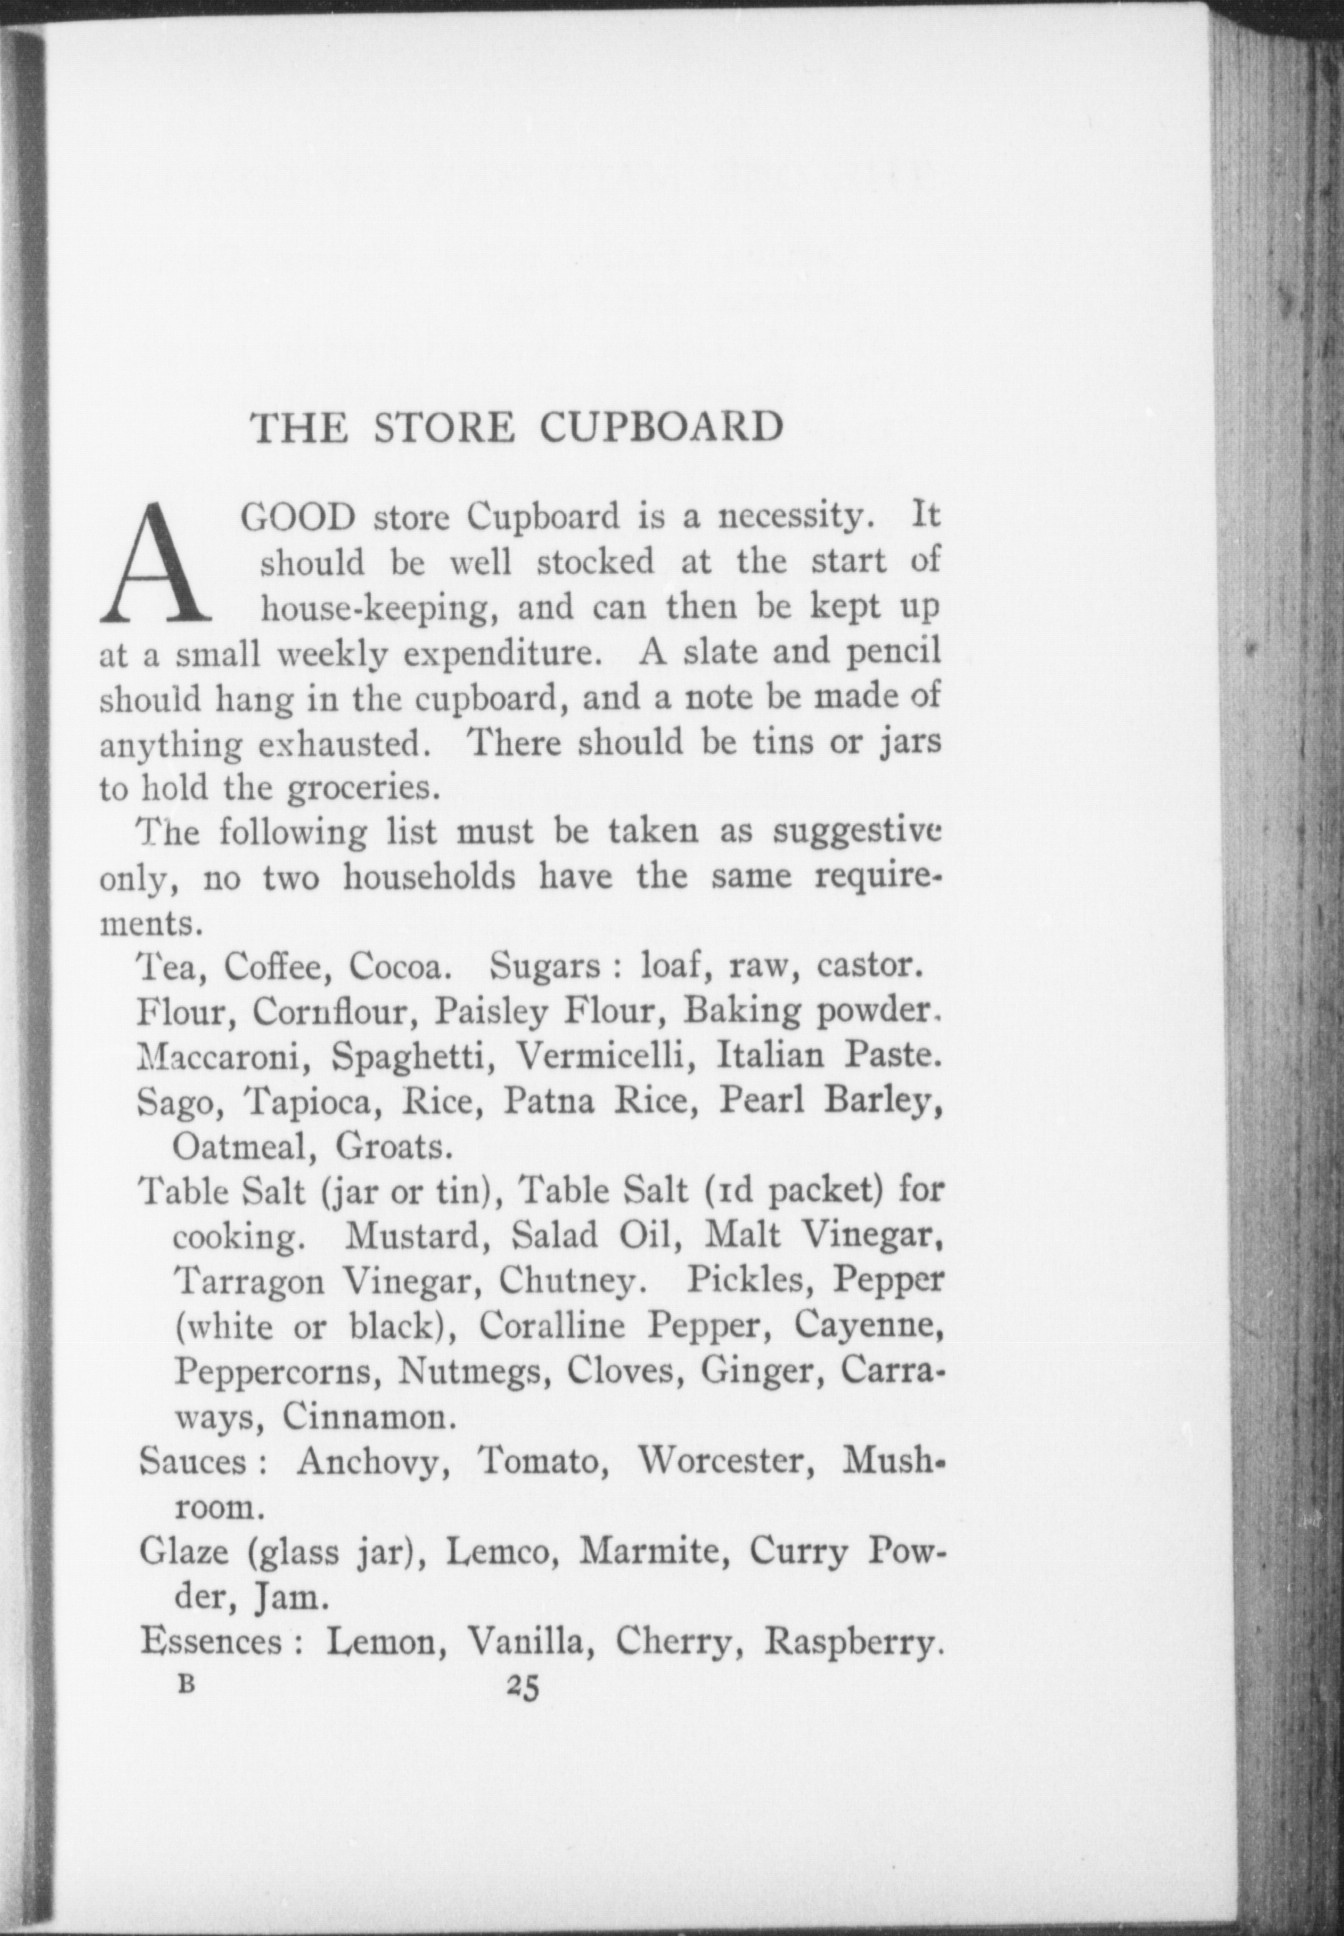 THE STORE CUPBOARD
A GOOD store Cupboard is a necessity. It
should be well stocked at the start of
house-keeping, and can then be kept up
at a small weekly expenditure. A slate and pencil
should hang in the cupboard, and a note be made of
anything exhausted. There should be tins or jars
to hold the groceries.
The following list must be taken as suggestive
only, no two households have the same require-
ments.
Tea, Coffee, Cocoa. Sugars : loaf, raw, castor.
Flour, Cornflour, Paisley Flour, Baking powder.
Maccaroni, Spaghetti, Vermicelli, Italian Paste.
Sago, Tapioca, Rice, Patna Rice, Pearl Barley,
Oatmeal, Groats.
Table Salt (jar or tin), Table Salt (1d packet) for
cooking. Mustard, Salad Oil, Malt Vinegar,
Tarragon Vinegar, Chutney. Pickles, Pepper
(white or black), Coralline Pepper, Cayenne,
Peppercorns, Nutmegs, Cloves, Ginger, Carra-
ways, Cinnamon.
Sauces : Anchovy, Tomato, Worcester, Mush-
room.
Glaze (glass jar), Lemco, Marmite, Curry Pow-
der, Jam.
Essences : Lemon, Vanilla, Cherry, Raspberry.
B 25